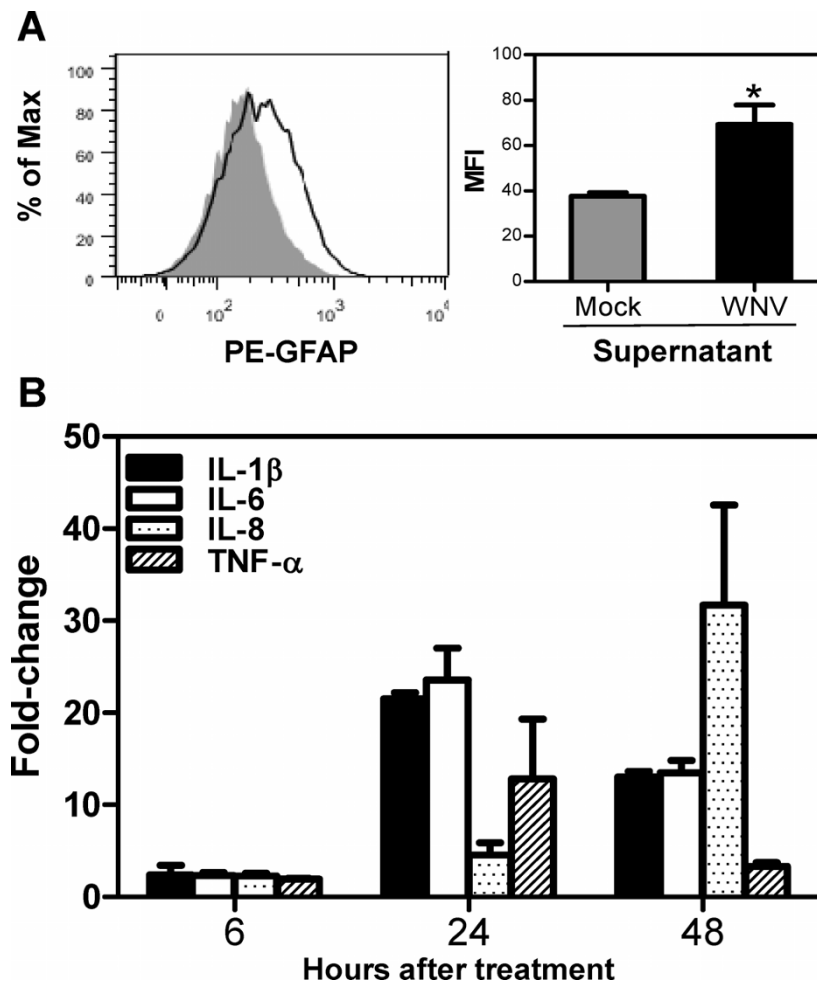 A
% of Max
100
80
60
40
20
0
0 10² 10³ 10⁴
PE-GFAP
MFI
100
80
60
40
20
0
*
Mock WNV
Supernatant
B
Fold-change
50
40
30
20
10
0
IL-1β
IL-6
IL-8
TNF-α
6 24 48
Hours after treatment